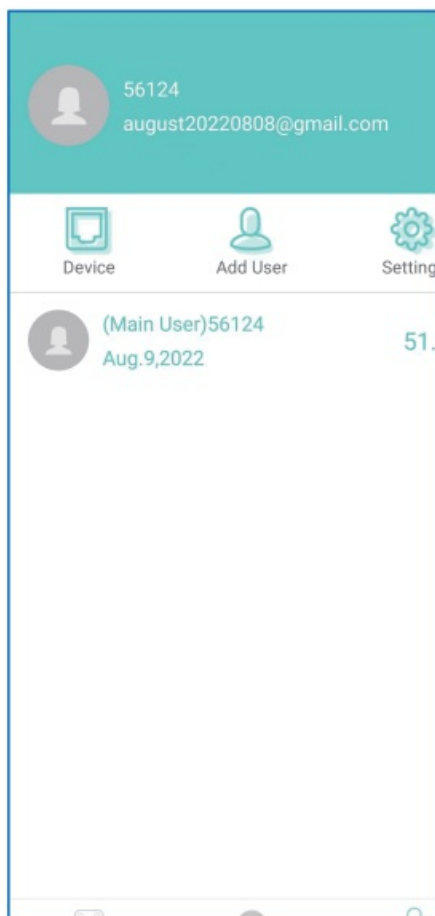 56124
august20220808@gmail.com
Device
Add User
Setting
(Main User)56124
51.
Aug.9,2022